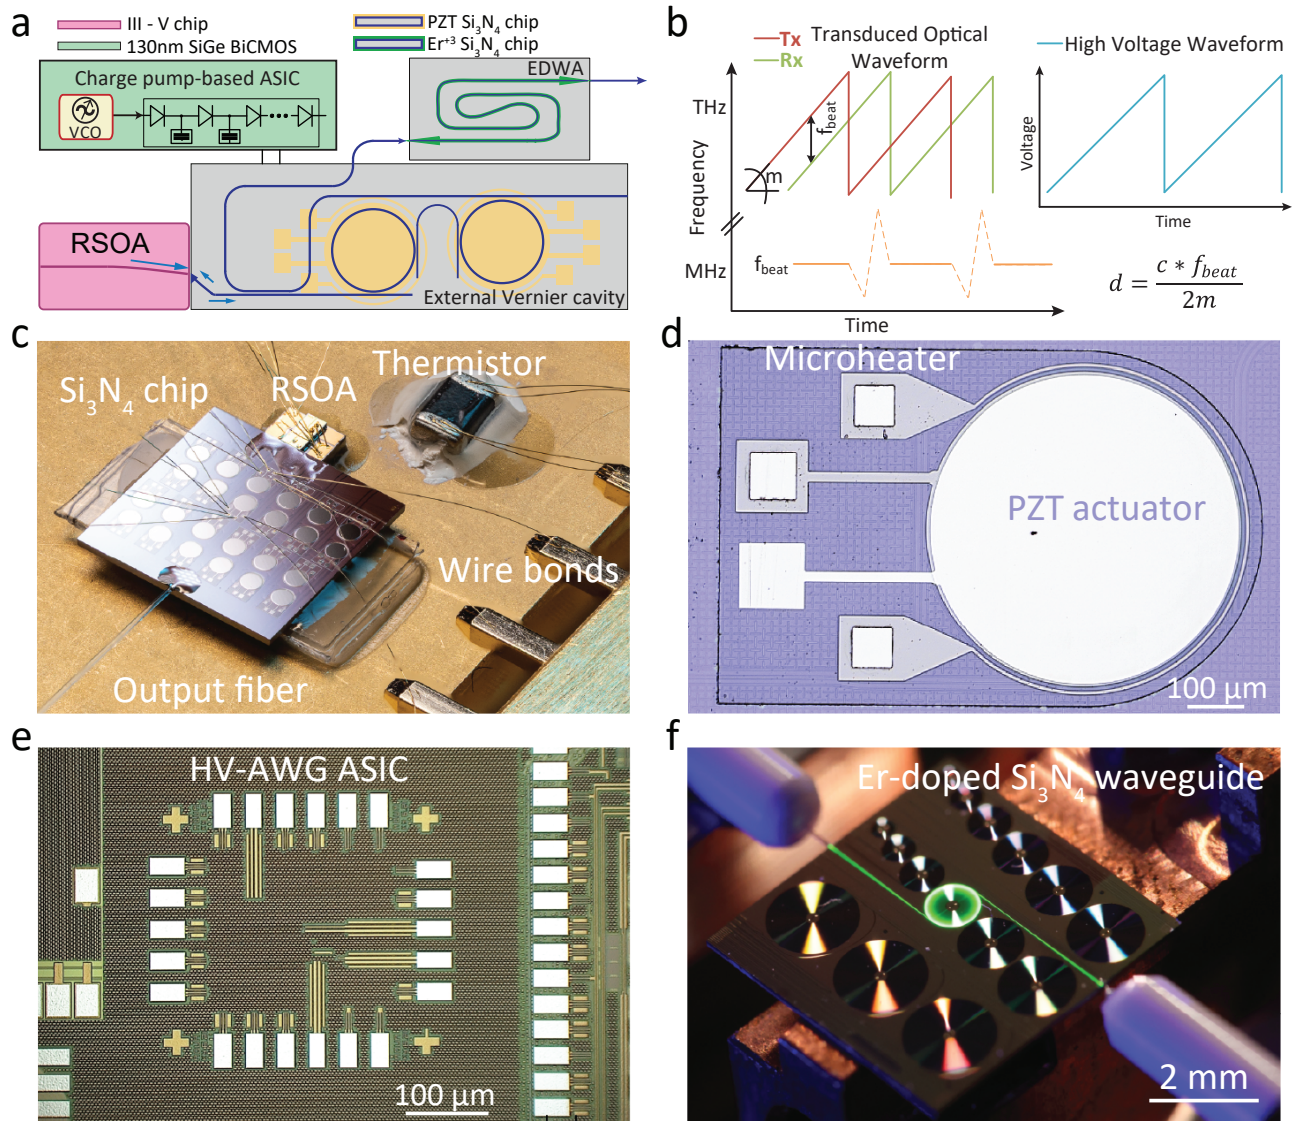 a
III - V chip
130nm SiGe BiCMOS
PZT Si₃N₄ chip
Er⁺³ Si₃N₄ chip
Charge pump-based ASIC
VCO
EDWA
RSOA
External Vernier cavity
b
Tx
Rx
Transduced Optical
Waveform
THz
Frequency
MHz
f_beat
m
f_beat
Time
High Voltage Waveform
Voltage
Time
d = c * f_beat / 2m
c
Si₃N₄ chip
RSOA
Thermistor
Wire bonds
Output fiber
d
Microheater
PZT actuator
100 µm
e
HV-AWG ASIC
100 µm
f
Er-doped Si₃N₄ waveguide
2 mm